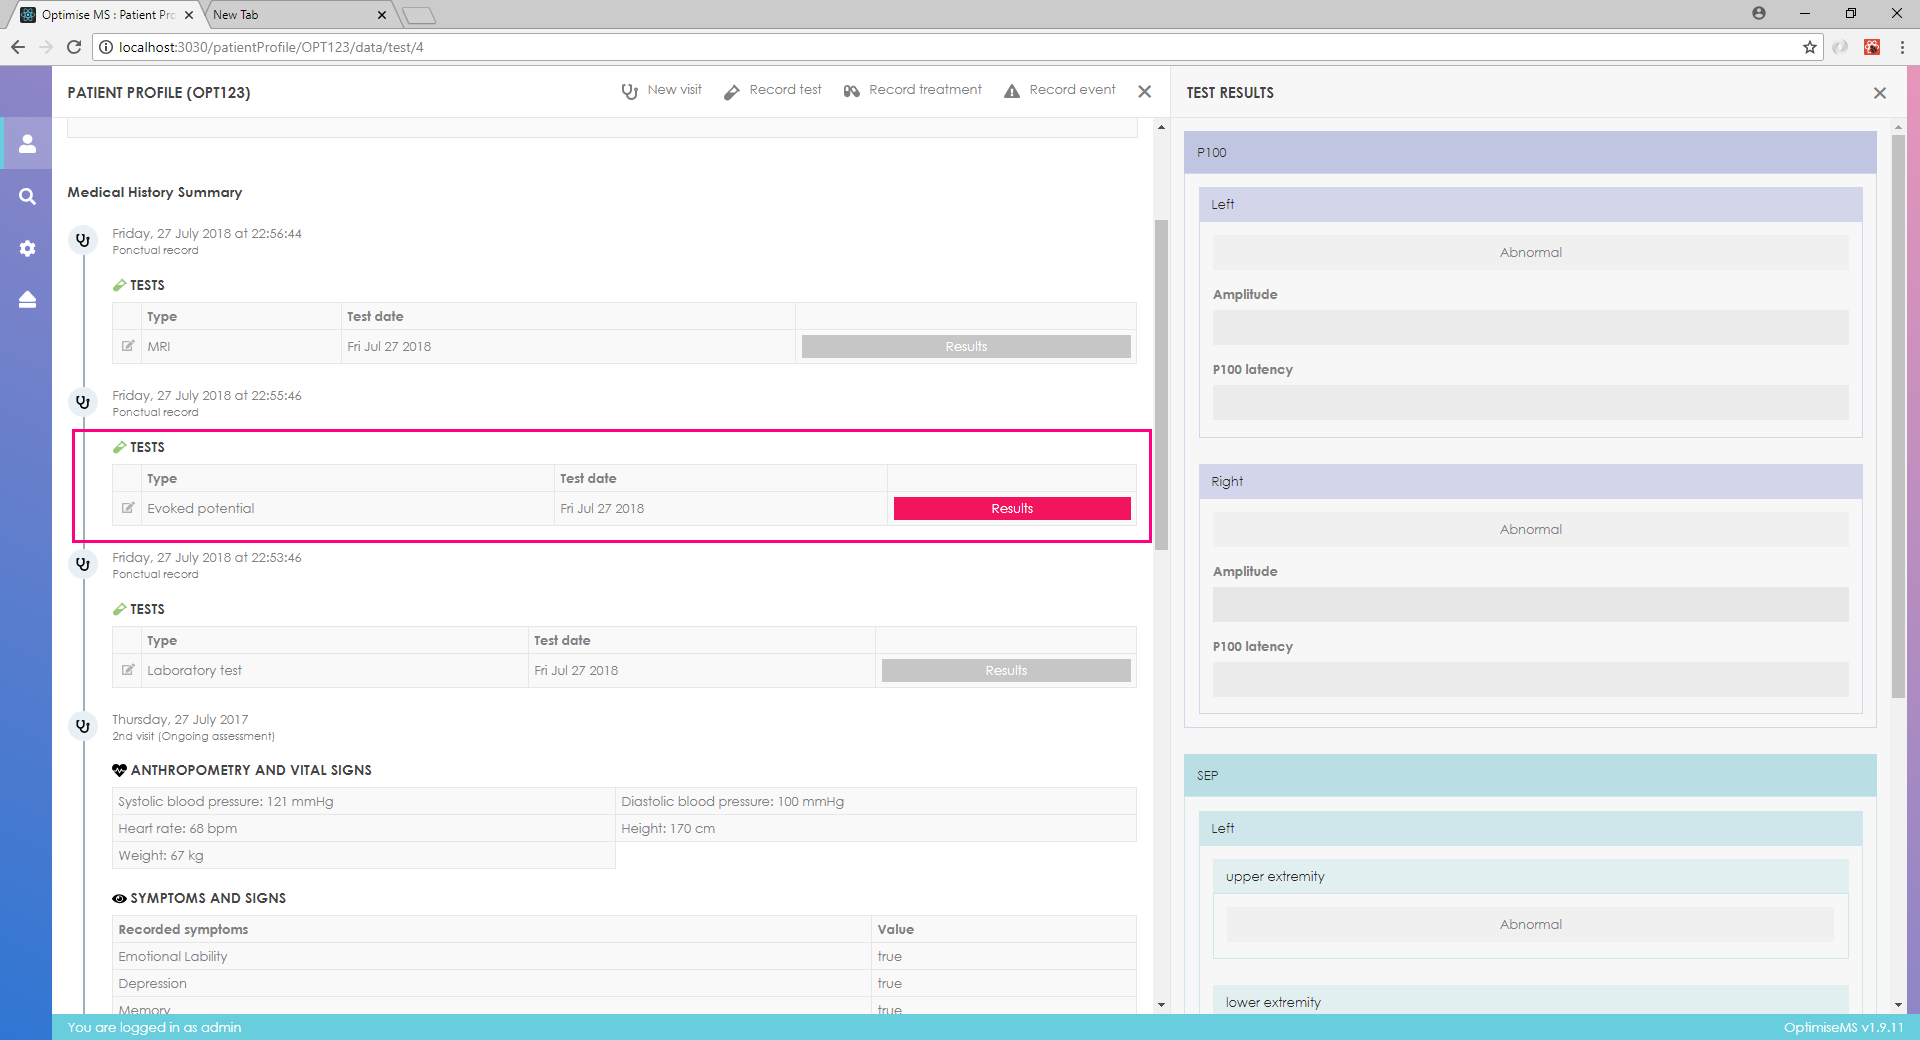 Optimise MS : Patient Pro
New Tab
localhost:3030/patientProfile/OPT123/data/test/4
PATIENT PROFILE (OPT123)
New visit
Record test
Record treatment
Record event
Medical History Summary
Friday, 27 July 2018 at 22:56:44
Ponctual record
TESTS
Type Test date
MRI Fri Jul 27 2018 Results
Friday, 27 July 2018 at 22:55:46
Ponctual record
TESTS
Type Test date
Evoked potential Fri Jul 27 2018 Results
Friday, 27 July 2018 at 22:53:46
Ponctual record
TESTS
Type Test date
Laboratory test Fri Jul 27 2018 Results
Thursday, 27 July 2017
2nd visit (Ongoing assessment)
ANTHROPOMETRY AND VITAL SIGNS
Systolic blood pressure: 121 mmHg Diastolic blood pressure: 100 mmHg
Heart rate: 68 bpm Height: 170 cm
Weight: 67 kg
SYMPTOMS AND SIGNS
Recorded symptoms Value
Emotional Lability true
Depression true
Memory true
TEST RESULTS
P100
Left
Abnormal
Amplitude
P100 latency
Right
Abnormal
Amplitude
P100 latency
SEP
Left
upper extremity
Abnormal
lower extremity
You are logged in as admin
OptimiseMS v1.9.11